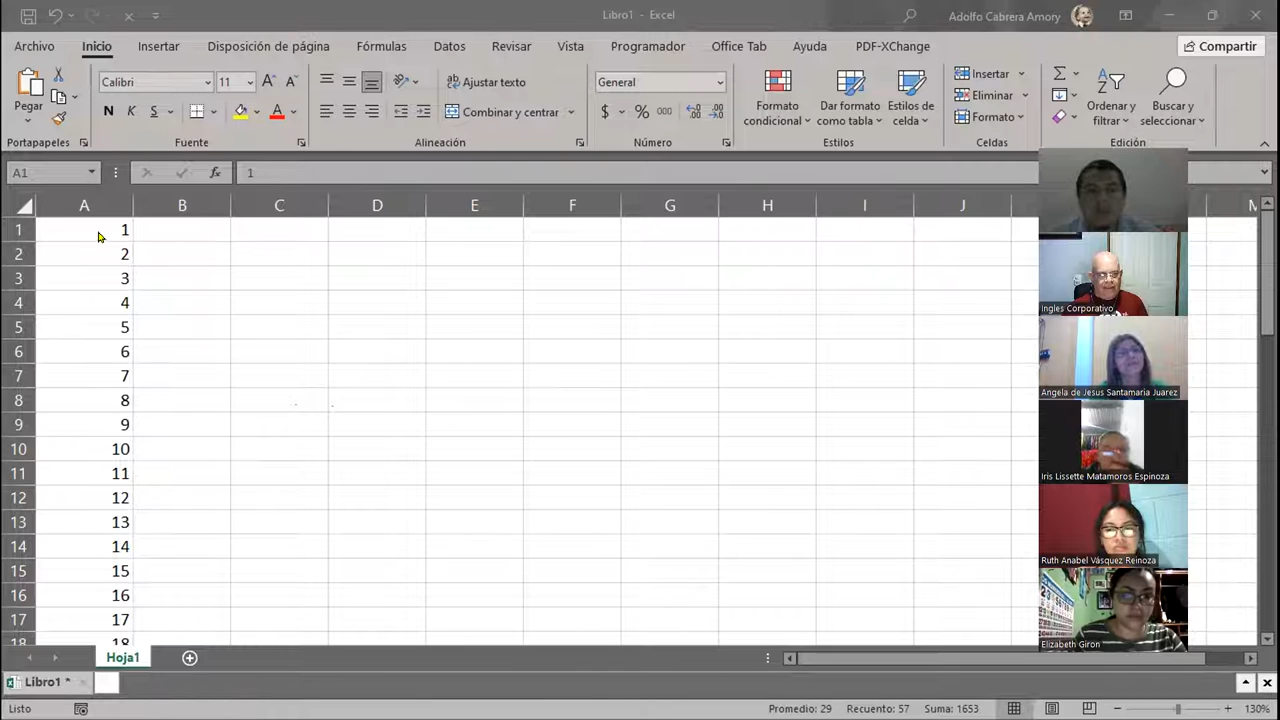 Libro1 - Excel
Adolfo Cabrera Amory
Archivo Inicio Insertar Disposición de página Fórmulas Datos Revisar Vista Programador Office Tab Ayuda PDF-XChange Compartir
Pegar
Calibri 11
N K S
Ajustar texto
Combinar y centrar
General
$ % 000
Formato condicional
Dar formato como tabla
Estilos de celda
Insertar
Eliminar
Formato
Ordenar y filtrar
Buscar y seleccionar
Portapapeles Fuente Alineación Número Estilos Celdas Edición
A1 fx 1
A B C D E F G H I J M
1 1
2 2
3 3
4 4
5 5
6 6
7 7
8 8
9 9
10 10
11 11
12 12
13 13
14 14
15 15
16 16
17 17
18 18
Ingles Corporativo
Angela de Jesus Santamaria Juarez
Iris Lissette Matamoros Espinoza
Ruth Anabel Vásquez Reinoza
Elizabeth Giron
Hoja1
Libro1 *
Listo Promedio: 29 Recuento: 57 Suma: 1653 130%